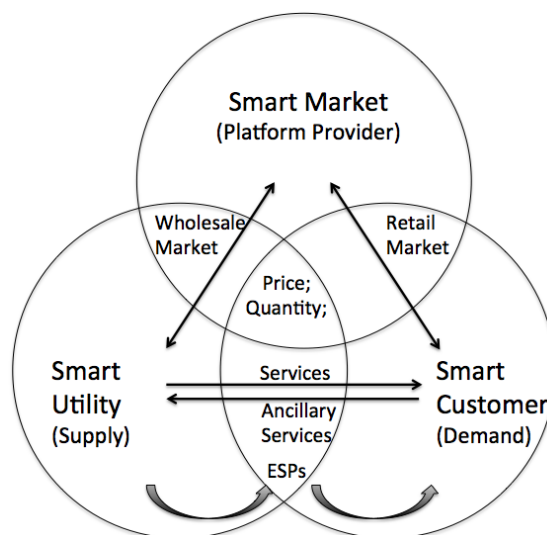 Smart Market
(Platform Provider)
Wholesale
Market
Retail
Market
Price;
Quantity;
Smart
Utility
(Supply)
Services
Ancillary
Services
ESPs
Smart
Customer
(Demand)